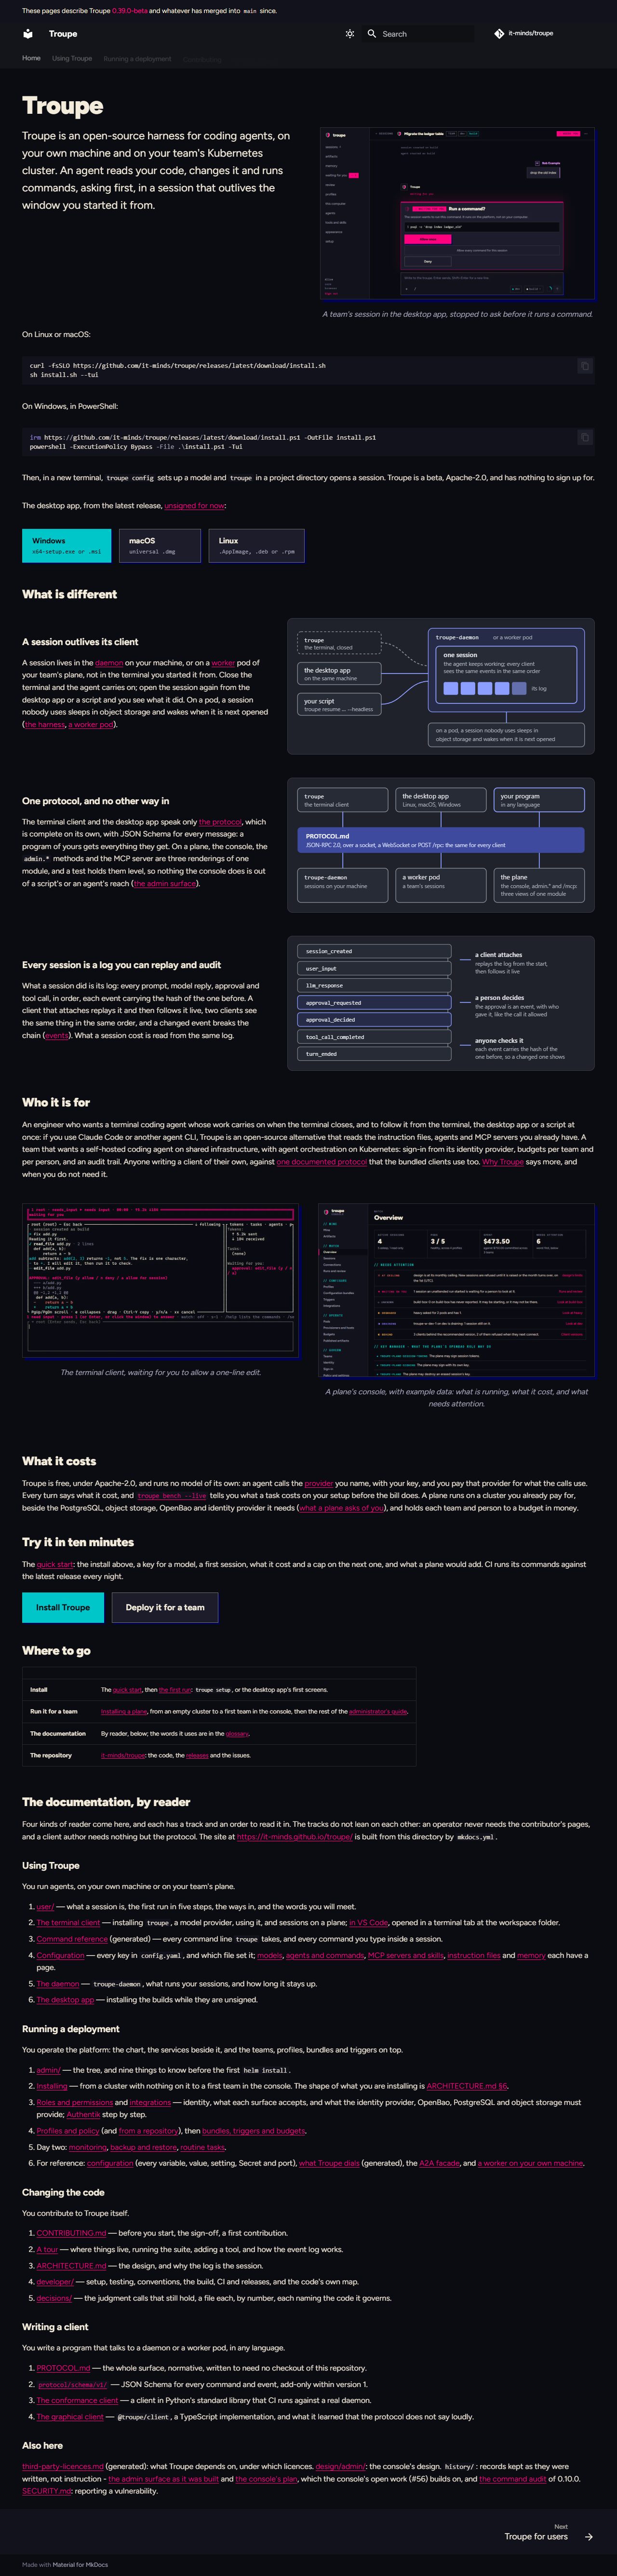 These pages describe Troupe 0.39.0-beta and whatever has merged into main since.
Troupe
Search
it-minds/troupe
Home
Using Troupe
Running a deployment
Contributing
Troupe
Troupe is an open-source harness for coding agents, on
your own machine and on your team's Kubernetes
cluster. An agent reads your code, changes it and runs
commands, asking first, in a session that outlives the
window you started it from.
troupe
Migrate the ledger table
drop the old index
Troupe
Run a command?
Deny
A team's session in the desktop app, stopped to ask before it runs a command.
On Linux or macOS:
curl -fsSLO https://github.com/it-minds/troupe/releases/latest/download/install.sh
sh install.sh --tui
On Windows, in PowerShell:
irm https://github.com/it-minds/troupe/releases/latest/download/install.ps1 -OutFile install.ps1
powershell -ExecutionPolicy Bypass -File .\install.ps1 -Tui
Then, in a new terminal, troupe config sets up a model and troupe in a project directory opens a session. Troupe is a beta, Apache-2.0, and has nothing to sign up for.
The desktop app, from the latest release, unsigned for now:
Windows
x64-setup.exe or .msi
macOS
universal .dmg
Linux
.AppImage, .deb or .rpm
What is different
A session outlives its client
A session lives in the daemon on your machine, or on a worker pod of
your team's plane, not in the terminal you started it from. Close the
terminal and the agent carries on; open the session again from the
desktop app or a script and you see what it did. On a pod, a session
nobody uses sleeps in object storage and wakes when it is next opened
(the harness, a worker pod).
troupe
the terminal, closed
the desktop app
on the same machine
your script
troupe resume ... --headless
troupe-daemon or a worker pod
one session
the agent keeps working; every client
sees the same events in the same order
its log
on a pod, a session nobody uses sleeps in
object storage and wakes when it is next opened
One protocol, and no other way in
The terminal client and the desktop app speak only the protocol, which
is complete on its own, with JSON Schema for every message: a
program of yours gets everything they get. On a plane, the console, the
admin.* methods and the MCP server are three renderings of one
module, and a test holds them level, so nothing the console does is out
of a script's or an agent's reach (the admin surface).
troupe
the terminal client
the desktop app
Linux, macOS, Windows
your program
in any language
PROTOCOL.md
JSON-RPC 2.0, over a socket, a WebSocket or POST /rpc: the same for every client
troupe-daemon
sessions on your machine
a worker pod
a team's sessions
the plane
the console, admin.* and /mcp:
three views of one module
Every session is a log you can replay and audit
What a session did is its log: every prompt, model reply, approval and
tool call, in order, each event carrying the hash of the one before. A
client that attaches replays it and then follows it live, two clients see
the same thing in the same order, and a changed event breaks the
chain (events). What a session cost is read from the same log.
session_created
user_input
llm_response
approval_requested
approval_decided
tool_call_completed
turn_ended
a client attaches
replays the log from the start,
then follows it live
a person decides
the approval is an event, with who
gave it, like the call it allowed
anyone checks it
each event carries the hash of the
one before, so a changed one shows
Who it is for
An engineer who wants a terminal coding agent whose work carries on when the terminal closes, and to follow it from the terminal, the desktop app or a script at
once: if you use Claude Code or another agent CLI, Troupe is an open-source alternative that reads the instruction files, agents and MCP servers you already have. A
team that wants a self-hosted coding agent on shared infrastructure, with agent orchestration on Kubernetes: sign-in from its identity provider, budgets per team and
per person, and an audit trail. Anyone writing a client of their own, against one documented protocol that the bundled clients use too. Why Troupe says more, and
when you do not need it.
The terminal client, waiting for you to allow a one-line edit.
Overview
4
3 / 5
$473.50
9
A plane's console, with example data: what is running, what it cost, and what
needs attention.
What it costs
Troupe is free, under Apache-2.0, and runs no model of its own: an agent calls the provider you name, with your key, and you pay that provider for what the calls use.
Every turn says what it cost, and troupe bench --live tells you what a task costs on your setup before the bill does. A plane runs on a cluster you already pay for,
beside the PostgreSQL, object storage, OpenBao and identity provider it needs (what a plane asks of you), and holds each team and person to a budget in money.
Try it in ten minutes
The quick start: the install above, a key for a model, a first session, what it cost and a cap on the next one, and what a plane would add. CI runs its commands against
the latest release every night.
Install Troupe
Deploy it for a team
Where to go
Install The quick start, then the first run: troupe setup, or the desktop app's first screens.
Run it for a team Installing a plane, from an empty cluster to a first team in the console, then the rest of the administrator's guide.
The documentation By reader, below; the words it uses are in the glossary.
The repository it-minds/troupe: the code, the releases and the issues.
The documentation, by reader
Four kinds of reader come here, and each has a track and an order to read it in. The tracks do not lean on each other: an operator never needs the contributor's pages,
and a client author needs nothing but the protocol. The site at https://it-minds.github.io/troupe/ is built from this directory by mkdocs.yml.
Using Troupe
You run agents, on your own machine or on your team's plane.
1. user/ — what a session is, the first run in five steps, the ways in, and the words you will meet.
2. The terminal client — installing troupe, a model provider, using it, and sessions on a plane; in VS Code, opened in a terminal tab at the workspace folder.
3. Command reference (generated) — every command line troupe takes, and every command you type inside a session.
4. Configuration — every key in config.yaml, and which file set it; models, agents and commands, MCP servers and skills, instruction files and memory each have a
page.
5. The daemon — troupe-daemon, what runs your sessions, and how long it stays up.
6. The desktop app — installing the builds while they are unsigned.
Running a deployment
You operate the platform: the chart, the services beside it, and the teams, profiles, bundles and triggers on top.
1. admin/ — the tree, and nine things to know before the first helm install.
2. Installing — from a cluster with nothing on it to a first team in the console. The shape of what you are installing is ARCHITECTURE.md §6.
3. Roles and permissions and integrations — identity, what each surface accepts, and what the identity provider, OpenBao, PostgreSQL and object storage must
provide; Authentik step by step.
4. Profiles and policy (and from a repository), then bundles, triggers and budgets.
5. Day two: monitoring, backup and restore, routine tasks.
6. For reference: configuration (every variable, value, setting, Secret and port), what Troupe dials (generated), the A2A facade, and a worker on your own machine.
Changing the code
You contribute to Troupe itself.
1. CONTRIBUTING.md — before you start, the sign-off, a first contribution.
2. A tour — where things live, running the suite, adding a tool, and how the event log works.
3. ARCHITECTURE.md — the design, and why the log is the session.
4. developer/ — setup, testing, conventions, the build, CI and releases, and the code's own map.
5. decisions/ — the judgment calls that still hold, a file each, by number, each naming the code it governs.
Writing a client
You write a program that talks to a daemon or a worker pod, in any language.
1. PROTOCOL.md — the whole surface, normative, written to need no checkout of this repository.
2. protocol/schema/v1/ — JSON Schema for every command and event, add-only within version 1.
3. The conformance client — a client in Python's standard library that CI runs against a real daemon.
4. The graphical client — @troupe/client, a TypeScript implementation, and what it learned that the protocol does not say loudly.
Also here
third-party-licences.md (generated): what Troupe depends on, under which licences. design/admin/: the console's design. history/: records kept as they were
written, not instruction - the admin surface as it was built and the console's plan, which the console's open work (#56) builds on, and the command audit of 0.10.0.
SECURITY.md: reporting a vulnerability.
Next
Troupe for users
Made with Material for MkDocs